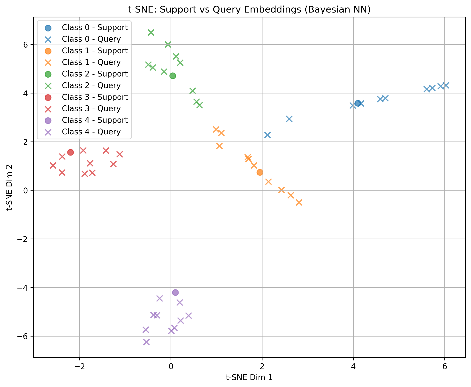 t-SNE: Support vs Query Embeddings (Bayesian NN)
Class 0 - Support
Class 0 - Query
Class 1 - Support
Class 1 - Query
Class 2 - Support
Class 2 - Query
Class 3 - Support
Class 3 - Query
Class 4 - Support
Class 4 - Query
t-SNE Dim 2
6
4
2
0
−2
−4
−6
−2
0
2
4
6
t-SNE Dim 1